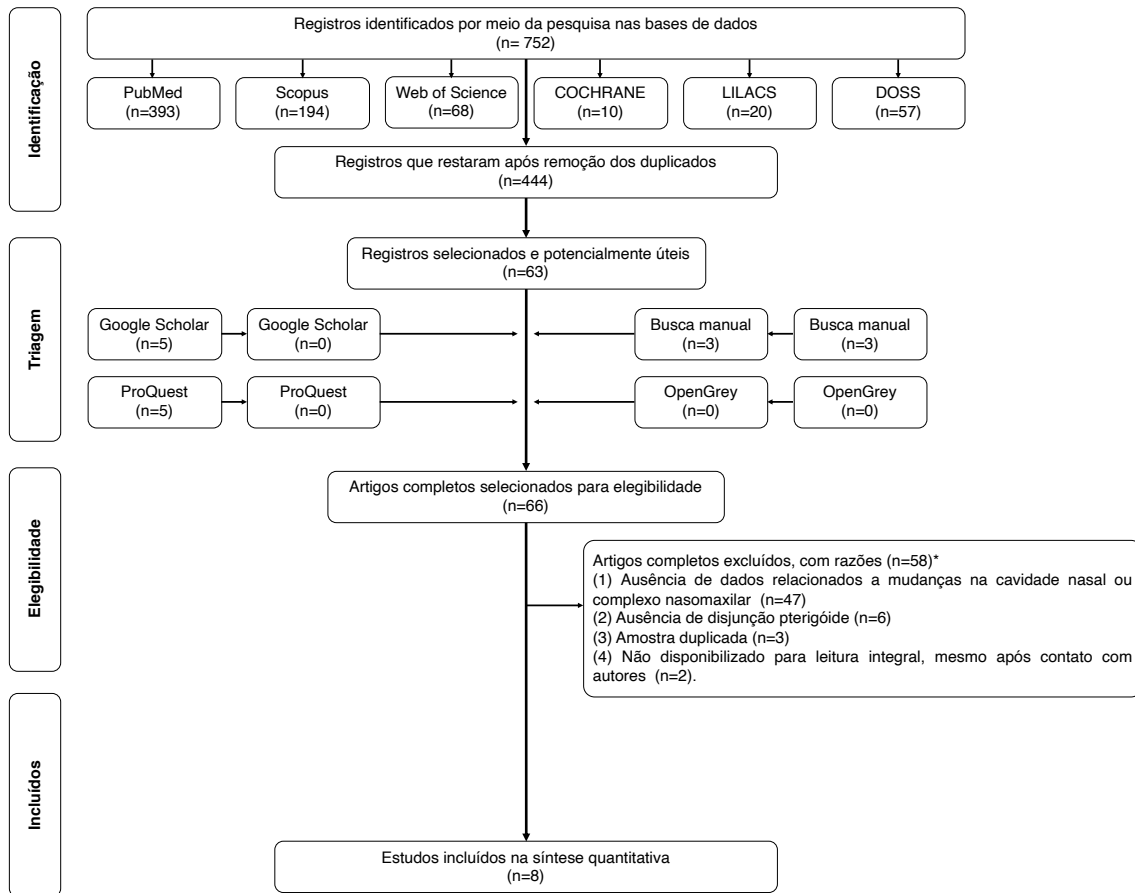 Identificação
Registros identificados por meio da pesquisa nas bases de dados
(n= 752)
PubMed
(n=393)
Scopus
(n=194)
Web of Science
(n=68)
COCHRANE
(n=10)
LILACS
(n=20)
DOSS
(n=57)
Registros que restaram após remoção dos duplicados
(n=444)
Triagem
Registros selecionados e potencialmente úteis
(n=63)
Google Scholar
(n=5)
Google Scholar
(n=0)
Busca manual
(n=3)
Busca manual
(n=3)
ProQuest
(n=5)
ProQuest
(n=0)
OpenGrey
(n=0)
OpenGrey
(n=0)
Elegibilidade
Artigos completos selecionados para elegibilidade
(n=66)
Artigos completos excluídos, com razões (n=58)*
(1) Ausência de dados relacionados a mudanças na cavidade nasal ou
complexo nasomaxilar (n=47)
(2) Ausência de disjunção pterigóide (n=6)
(3) Amostra duplicada (n=3)
(4) Não disponibilizado para leitura integral, mesmo após contato com
autores (n=2).
Incluídos
Estudos incluídos na síntese quantitativa
(n=8)